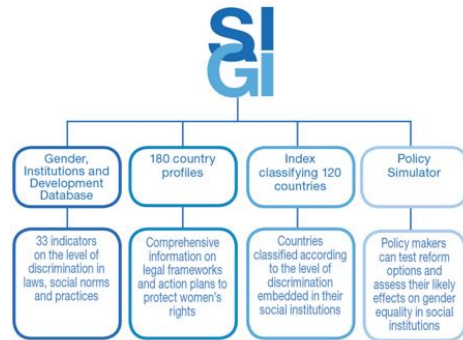 SI
GI
Gender,
Institutions and
Development
Database
180 country
profiles
Index
classifying 120
countries
Policy
Simulator
33 indicators
on the level of
discrimination in
laws, social norms
and practices
Comprehensive
information on
legal frameworks
and action plans to
protect women's
rights
Countries
classified according
to the level of
discrimination
embedded in their
social institutions
Policy makers
can test reform
options and
assess their likely
effects on gender
equality in social
institutions